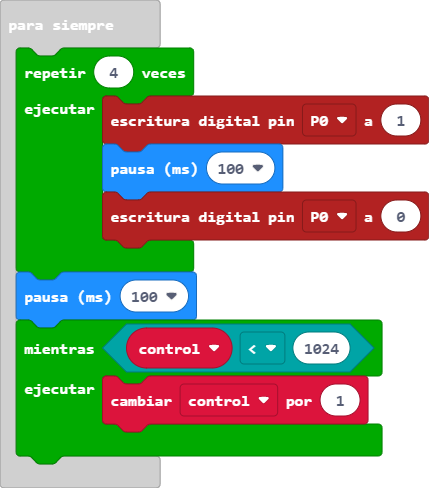 para siempre
repetir 4 veces
ejecutar
escritura digital pin P0 a 1
pausa (ms) 100
escritura digital pin P0 a 0
pausa (ms) 100
mientras control < 1024
ejecutar
cambiar control por 1